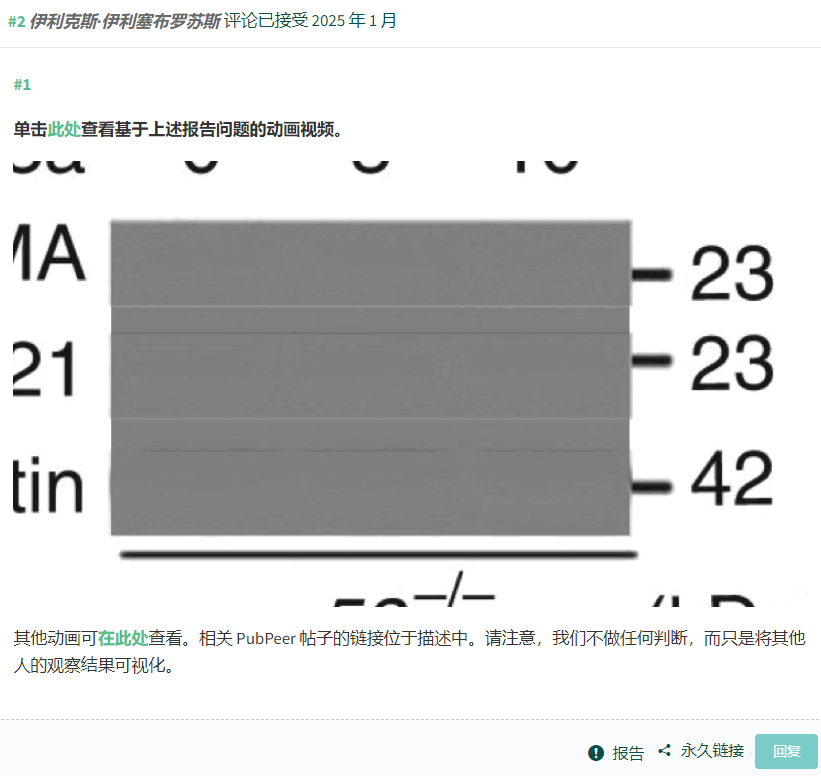 #2 伊利克斯·伊利塞布罗苏斯 评论已接受 2025 年 1 月
#1
单击此处查看基于上述报告问题的动画视频。
MA
23
21
23
tin
42
−/−
其他动画可在此处查看。相关 PubPeer 帖子的链接位于描述中。请注意，我们不做任何判断，而只是将其他
人的观察结果可视化。
报告 永久链接 回复